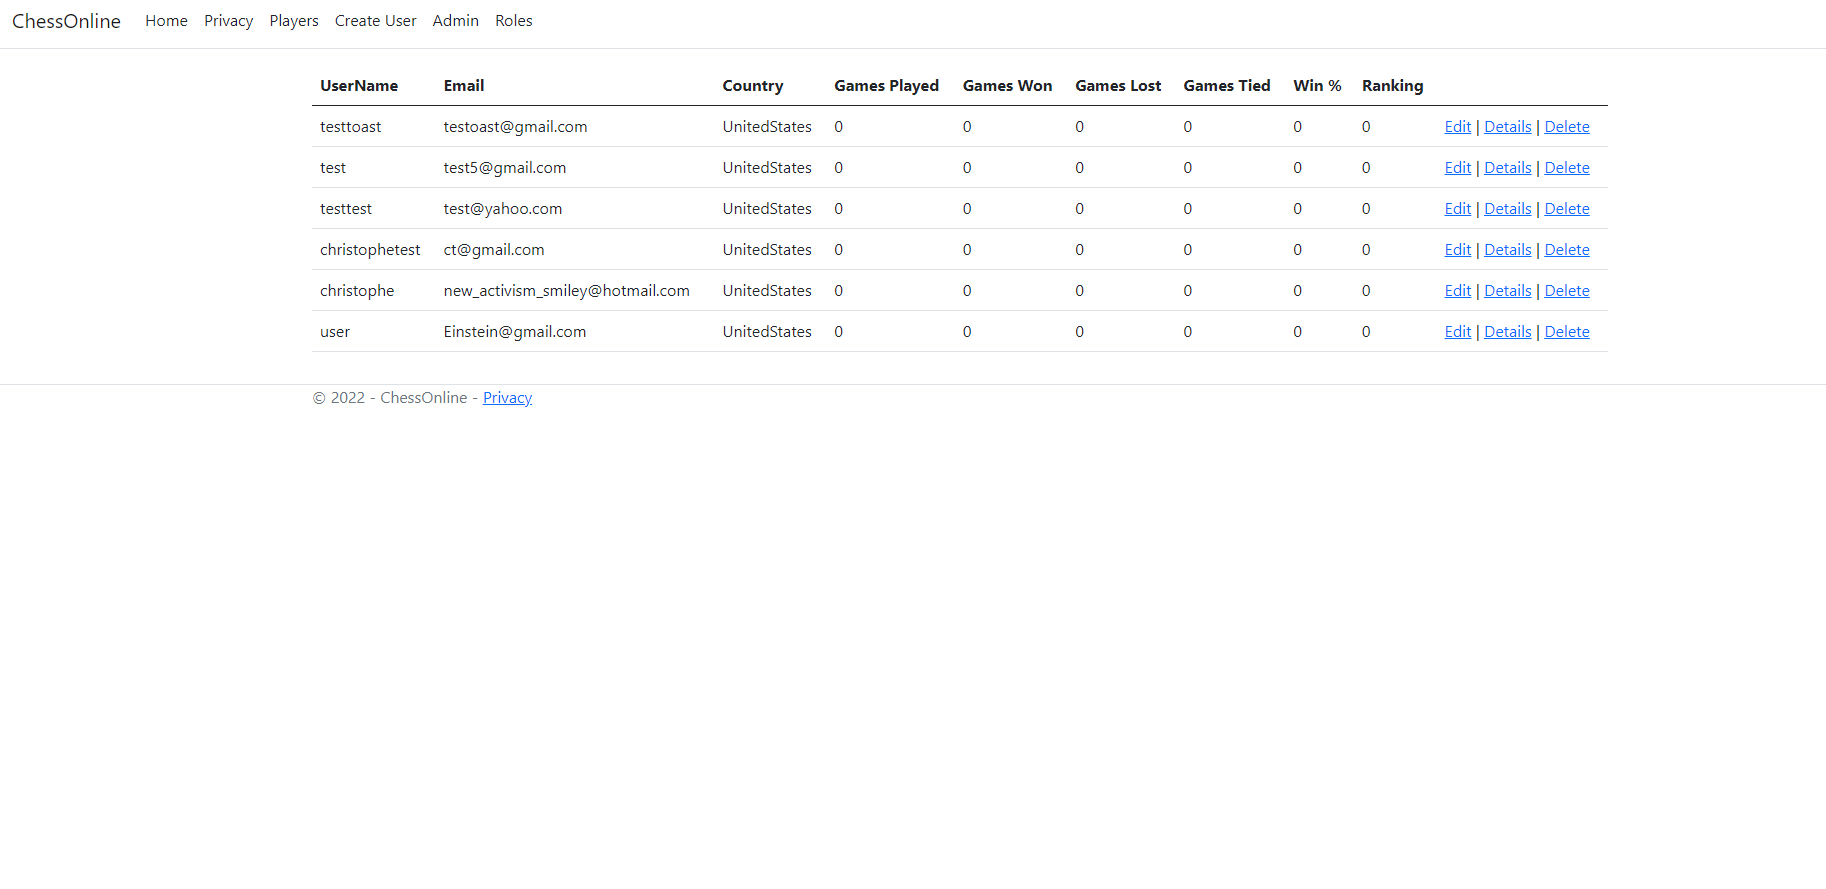 ChessOnline Home Privacy Players Create User Admin Roles
UserName Email Country Games Played Games Won Games Lost Games Tied Win % Ranking
testtoast testoast@gmail.com UnitedStates 0 0 0 0 0 0 Edit | Details | Delete
test test5@gmail.com UnitedStates 0 0 0 0 0 0 Edit | Details | Delete
testtest test@yahoo.com UnitedStates 0 0 0 0 0 0 Edit | Details | Delete
christophetest ct@gmail.com UnitedStates 0 0 0 0 0 0 Edit | Details | Delete
christophe new_activism_smiley@hotmail.com UnitedStates 0 0 0 0 0 0 Edit | Details | Delete
user Einstein@gmail.com UnitedStates 0 0 0 0 0 0 Edit | Details | Delete
© 2022 - ChessOnline - Privacy